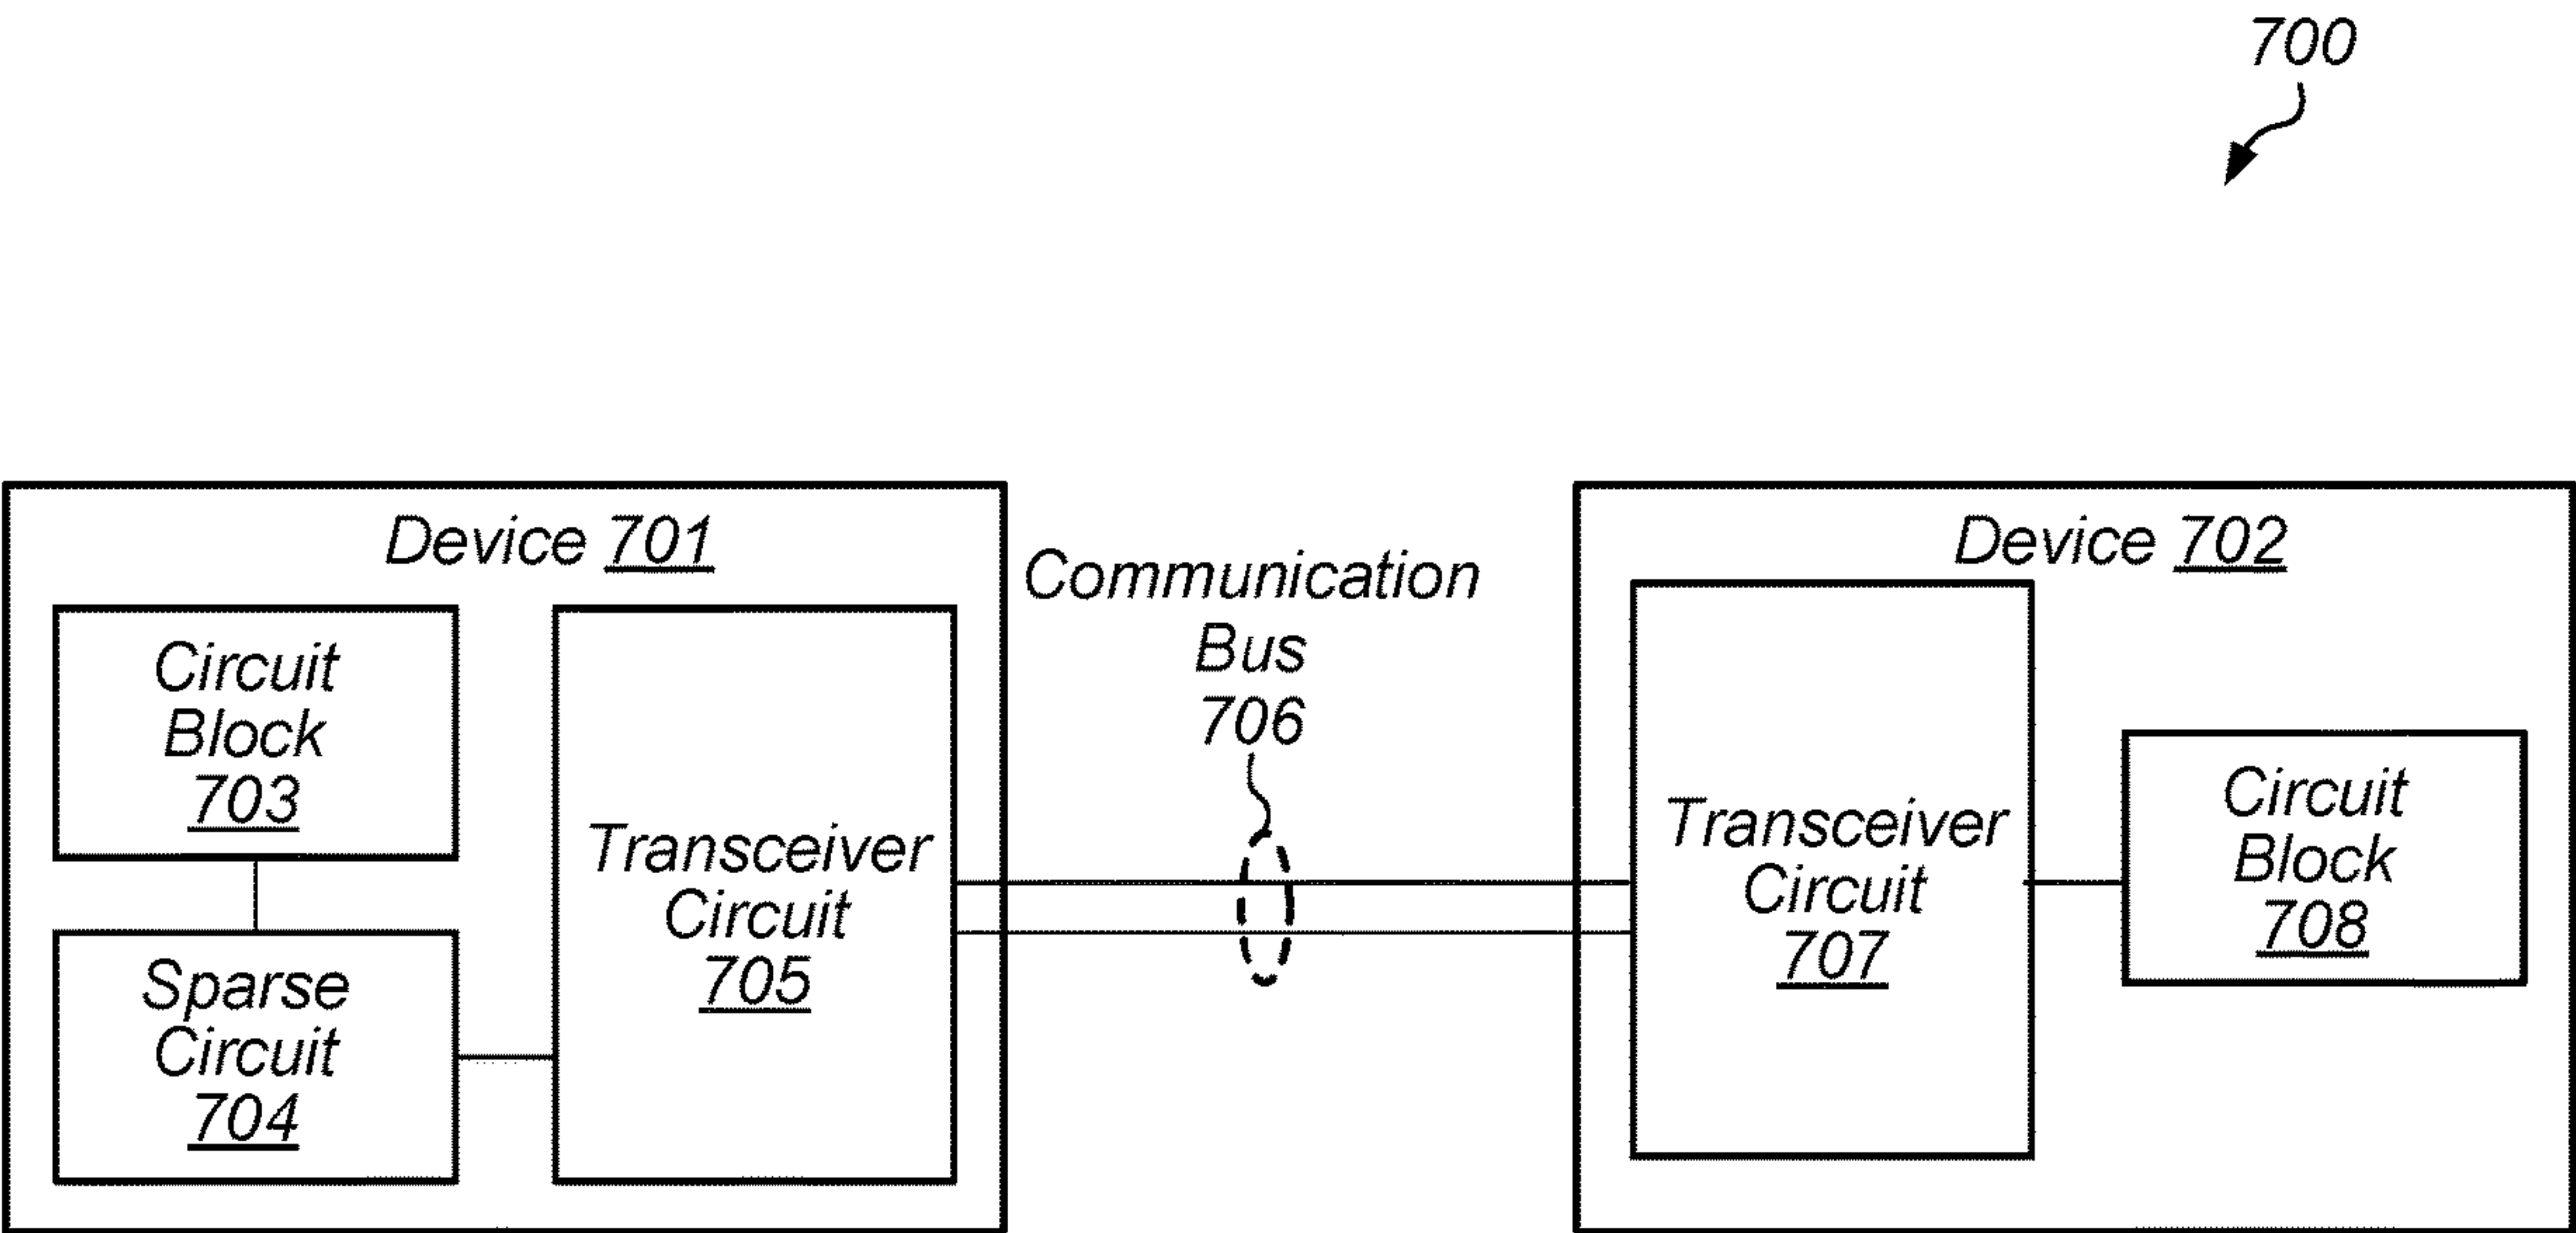 700
Device 701
Circuit
Block
703
Sparse
Circuit
704
Transceiver
Circuit
705
Communication
Bus
706
Device 702
Transceiver
Circuit
707
Circuit
Block
708